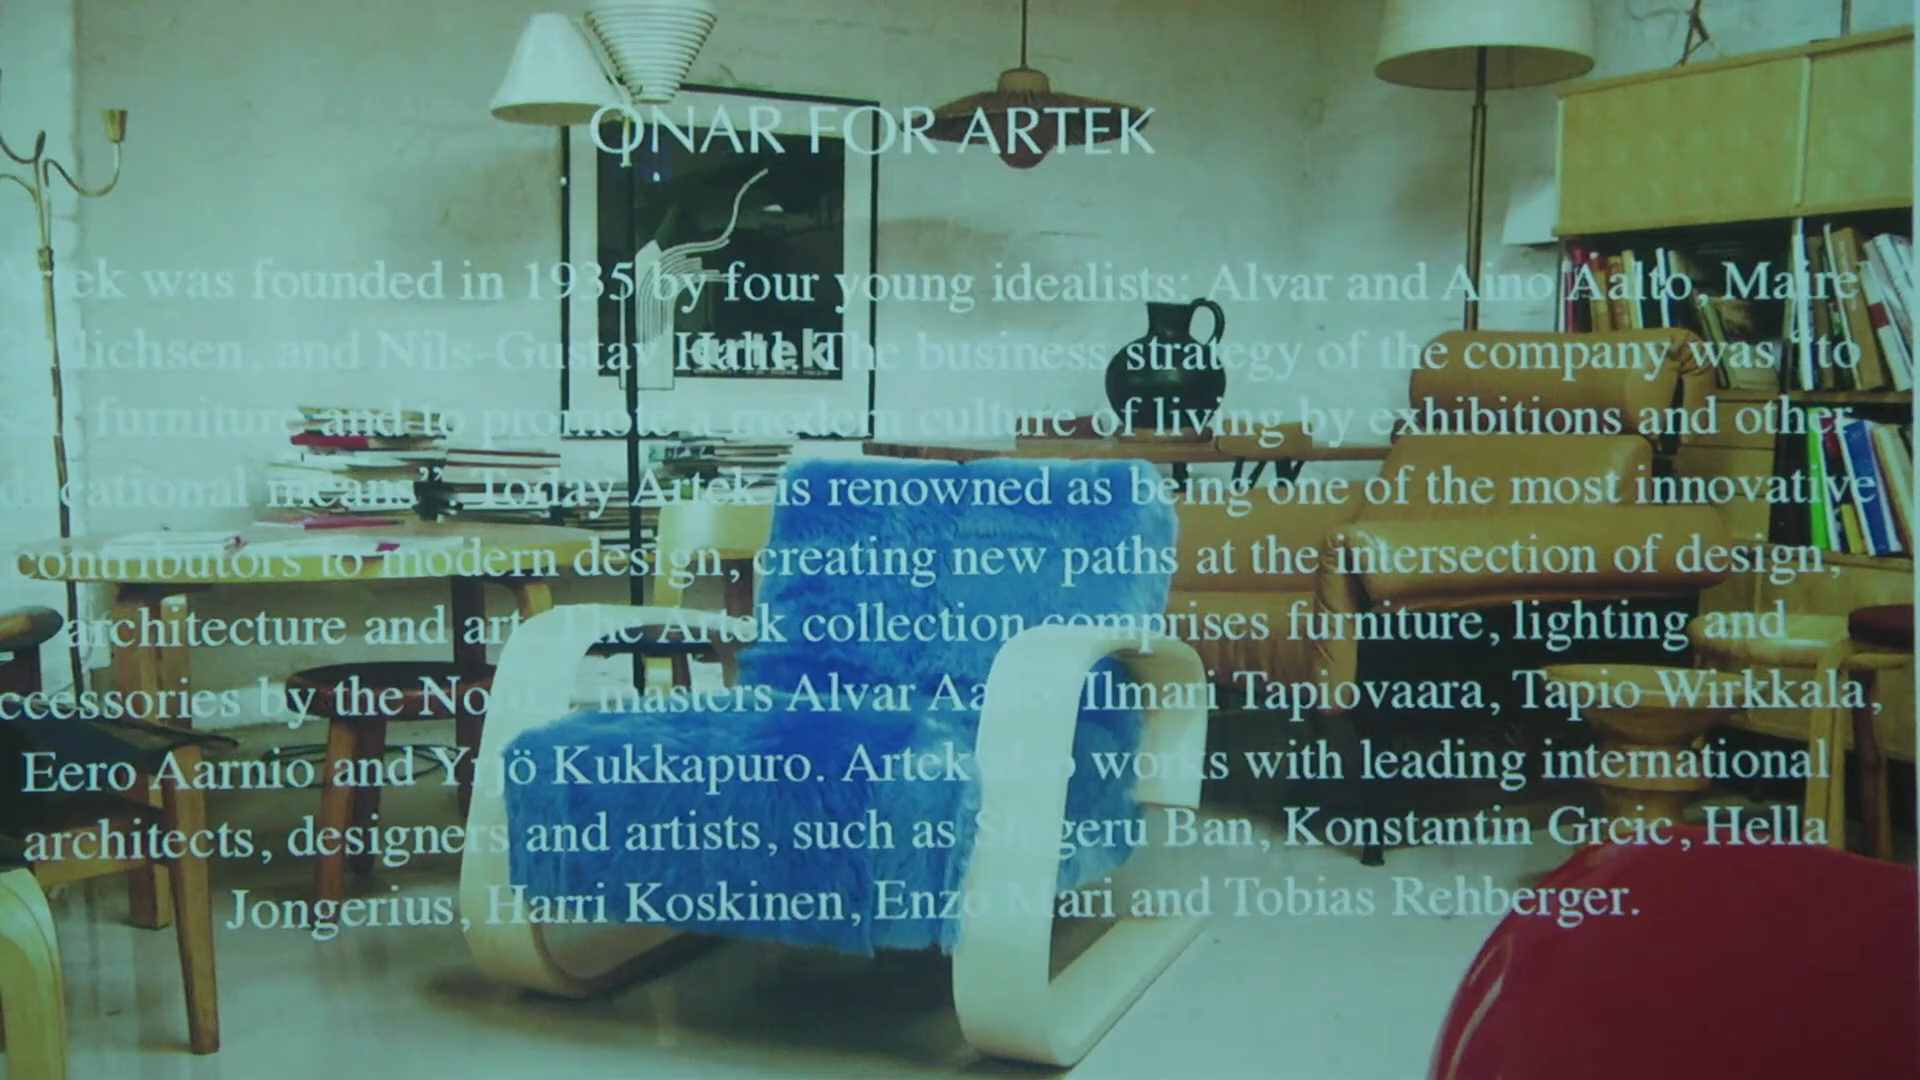 ONAR FOR ARTEK
Artek was founded in 1935 by four young idealists: Alvar and Aino Aalto, Maire
and Nils-Gustav Hahl. The business strategy of the company was "to
furniture and to promote a modern culture of living by exhibitions and other
educational means". Today Artek is renowned as being one of the most innovative
contributors to modern design, creating new paths at the intersection of design,
architecture and art. The Artek collection comprises furniture, lighting and
accessories by the Nordic masters Alvar Aalto, Ilmari Tapiovaara, Tapio Wirkkala,
Eero Aarnio and Yrjö Kukkapuro. Artek also works with leading international
architects, designers and artists, such as Shigeru Ban, Konstantin Grcic, Hella
Jongerius, Harri Koskinen, Enzo Mari and Tobias Rehberger.
artek